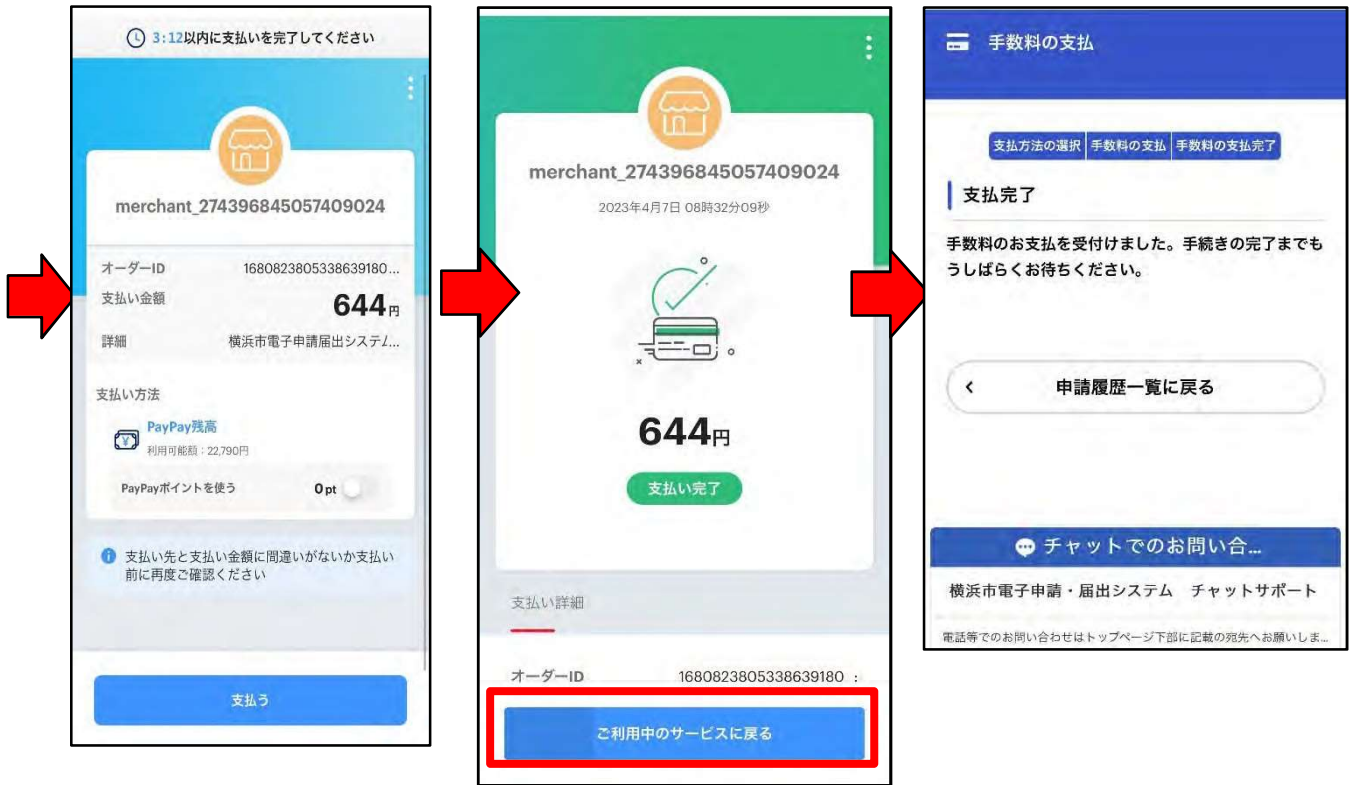 3:12以内に支払いを完了してください
merchant_274396845057409024
オーダーID 1680823805338639180...
支払い金額 644円
詳細 横浜市電子申請届出システム...
支払い方法
PayPay残高
利用可能額：22,790円
PayPayポイントを使う 0 pt
支払い先と支払い金額に間違いがないか支払い
前に再度ご確認ください
支払う
merchant_274396845057409024
2023年4月7日 08時32分09秒
644円
支払い完了
支払い詳細
オーダーID 1680823805338639180 :
ご利用中のサービスに戻る
手数料の支払
支払方法の選択 手数料の支払 手数料の支払完了
支払完了
手数料のお支払を受付けました。手続きの完了までも
うしばらくお待ちください。
申請履歴一覧に戻る
チャットでのお問い合...
横浜市電子申請・届出システム チャットサポート
電話等でのお問い合わせはトップページ下部に記載の宛先へお願いしま...